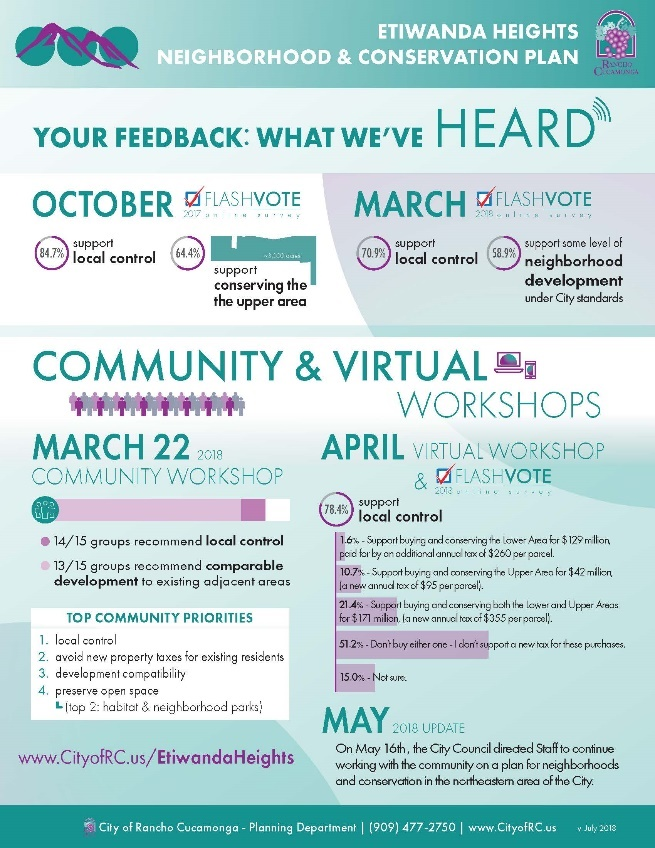 ETIWANDA HEIGHTS
NEIGHBORHOOD & CONSERVATION PLAN
RANCHO
CUCAMONGA
YOUR FEEDBACK: WHAT WE'VE HEARD
OCTOBER FLASHVOTE
2017 online survey
84.7% support
local control
64.4%
support
conserving the
the upper area
MARCH FLASHVOTE
2018 online survey
70.9% support
local control
58.9% support some level of
neighborhood
development
under City standards
COMMUNITY & VIRTUAL
WORKSHOPS
MARCH 22 2018
COMMUNITY WORKSHOP
14/15 groups recommend local control
13/15 groups recommend comparable
development to existing adjacent areas
TOP COMMUNITY PRIORITIES
1. local control
2. avoid new property taxes for existing residents
3. development compatibility
4. preserve open space
(top 2: habitat & neighborhood parks)
www.CityofRC.us/EtiwandaHeights
APRIL VIRTUAL WORKSHOP
& FLASHVOTE
2018 online survey
78.4% support
local control
1.6% - Support buying and conserving the Lower Area for $129 million,
paid for by an additional annual tax of $260 per parcel.
10.7% - Support buying and conserving the Upper Area for $42 million,
(a new annual tax of $95 per parcel).
21.4% - Support buying and conserving both the Lower and Upper Areas
for $171 million, (a new annual tax of $355 per parcel).
51.2% - Don't buy either one - I don't support a new tax for these purchases.
15.0% - Not sure.
MAY 2018 UPDATE
On May 16th, the City Council directed Staff to continue
working with the community on a plan for neighborhoods
and conservation in the northeastern area of the City.
City of Rancho Cucamonga - Planning Department | (909) 477-2750 | www.CityofRC.us v July 2018